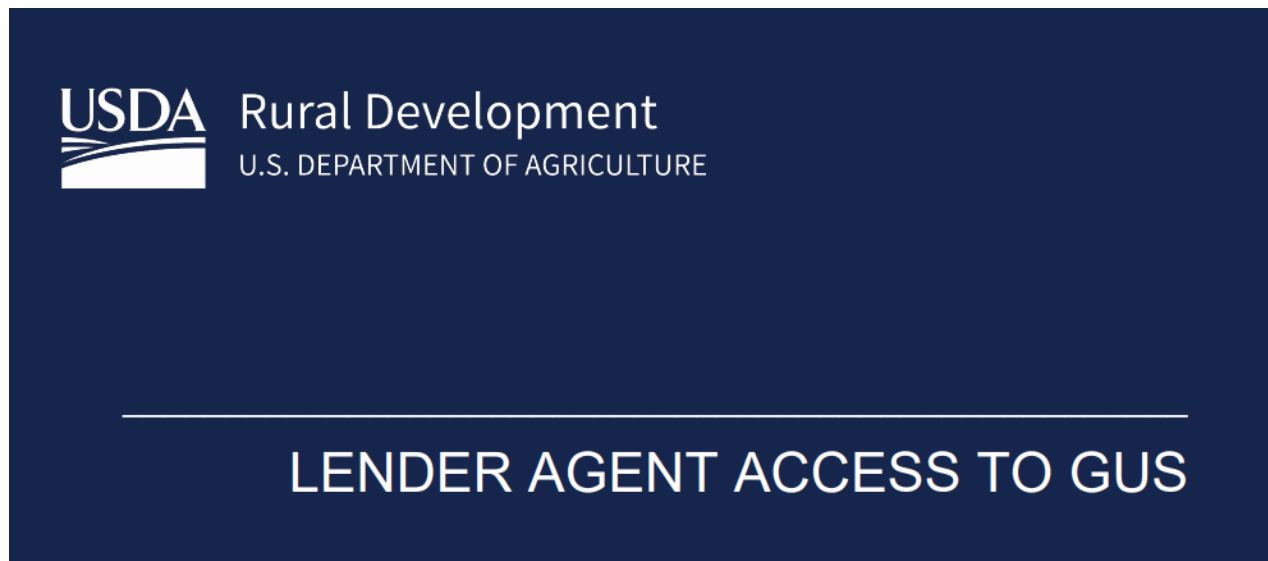 USDA
Rural Development
U.S. DEPARTMENT OF AGRICULTURE
LENDER AGENT ACCESS TO GUS